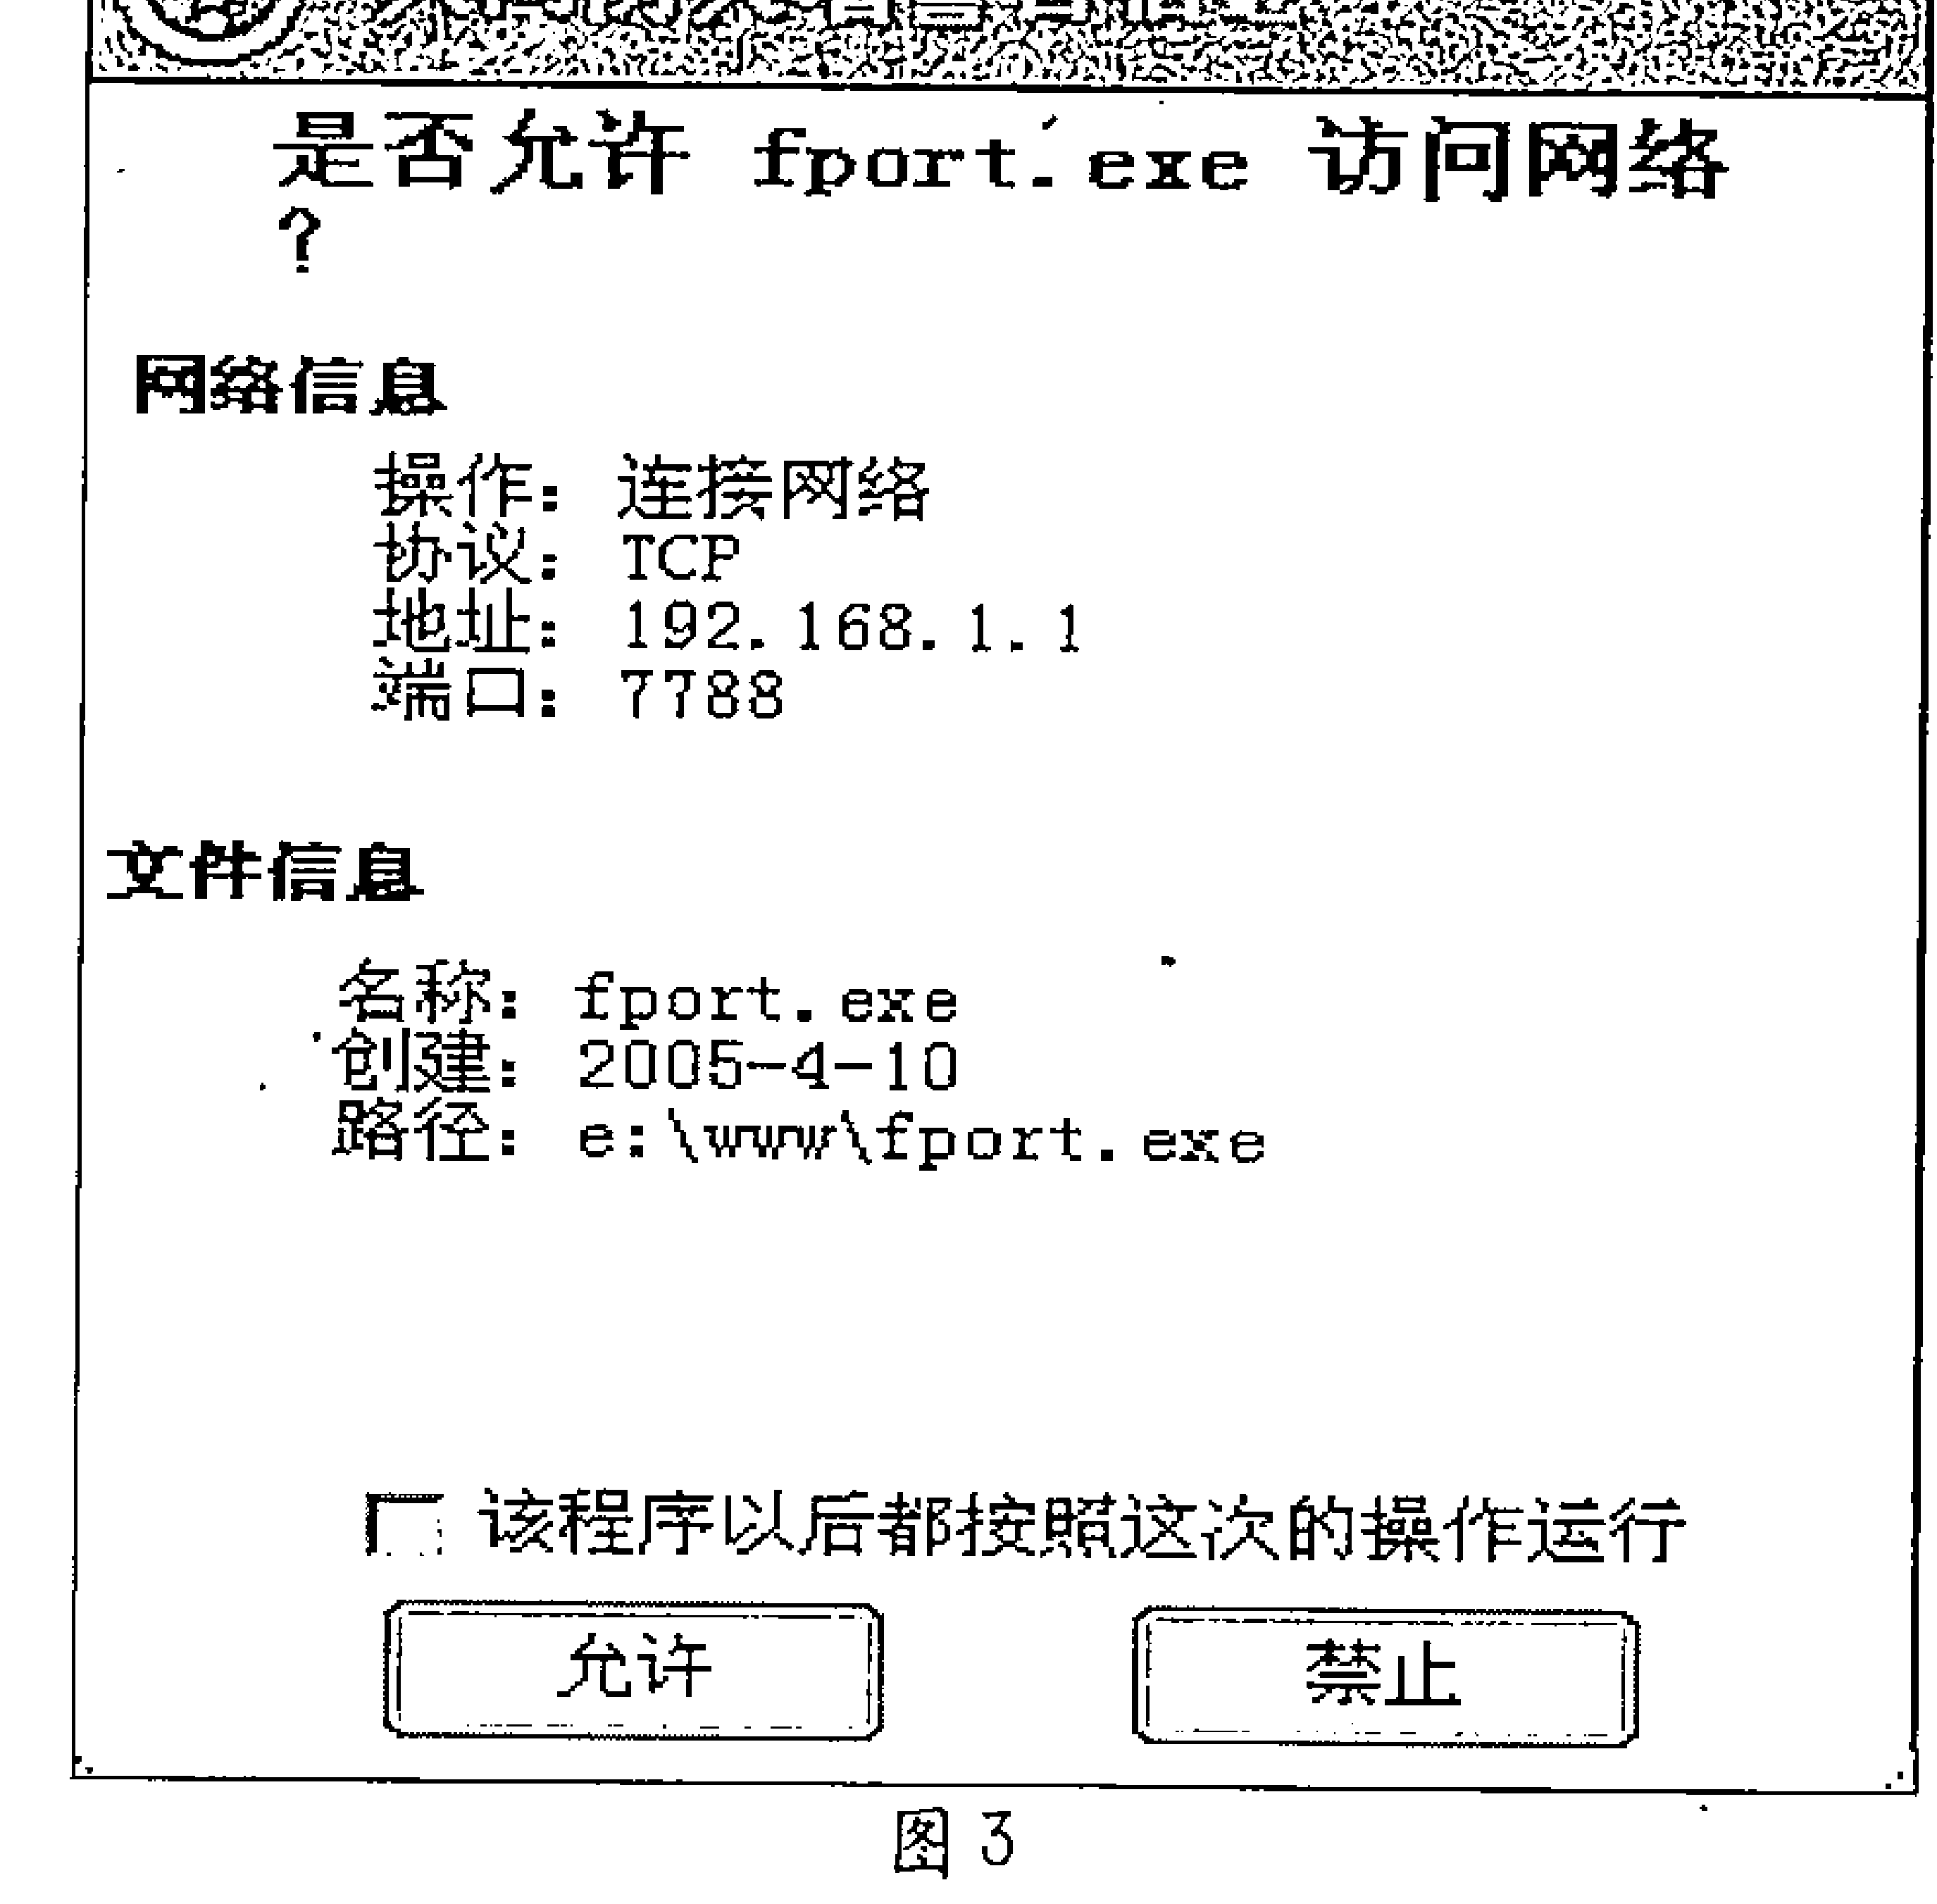 是否允许 fport.exe 访问网络
?
网络信息
操作: 连接网络
协议: TCP
地址: 192.168.1.1
端口: 7788
文件信息
名称: fport.exe
创建: 2005-4-10
路径: e:\www\fport.exe
该程序以后都按照这次的操作运行
允许
禁止
图 3